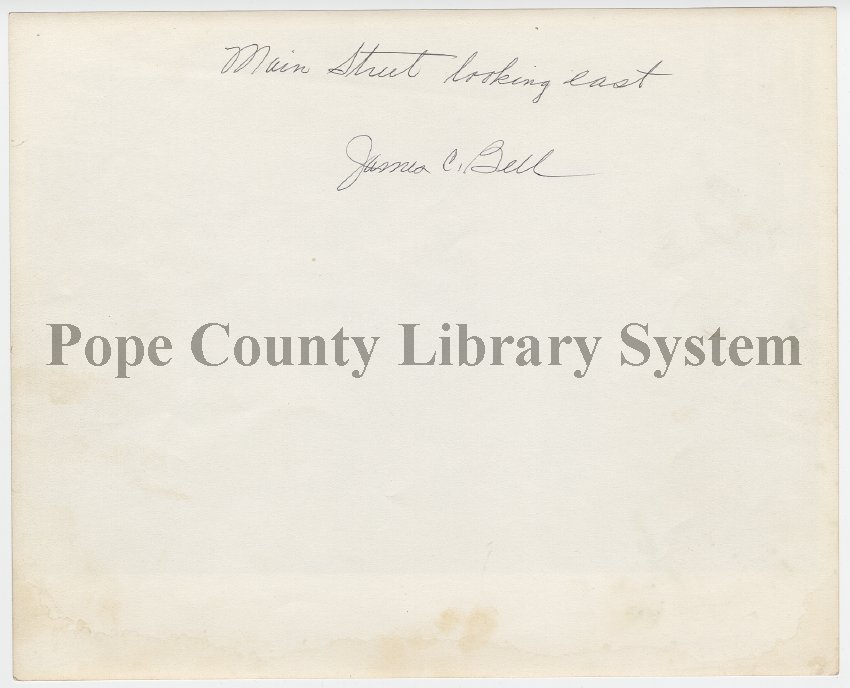 Main Street looking east
James C. Bell
Pope County Library System